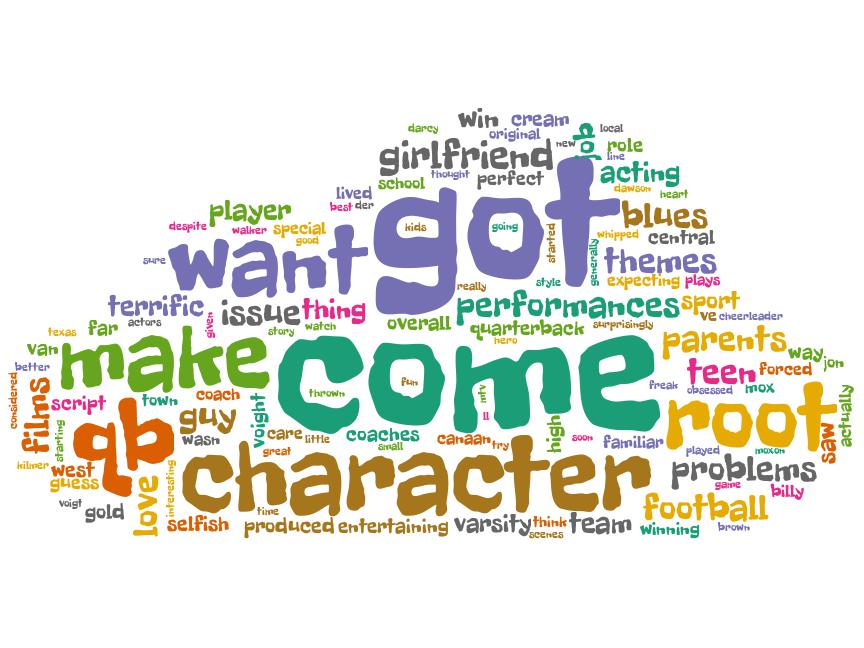 win cream
darcy original job local
girlfriend new role
line
thought perfect acting
school dawson heart
lived
best der
player got blues
despite walker special kids going started whipped central
good
sure want generally themes
really style expecting plays
terrific issue thing performances sport
actors given overall ve cheerleader
texas far story watch quarterback surprisingly
hero parents
van make come way jon
better teen forced
considered films thrown fun mtv freak obsessed mox actually
script town coach voight ll root
starting qb guy care little coaches canaan try high soon familiar played saw
wasn small moxon
kilmer west great character problems
guess game billy
voigt gold love interesting time football
selfish produced entertaining varsity think team winning brown
scenes